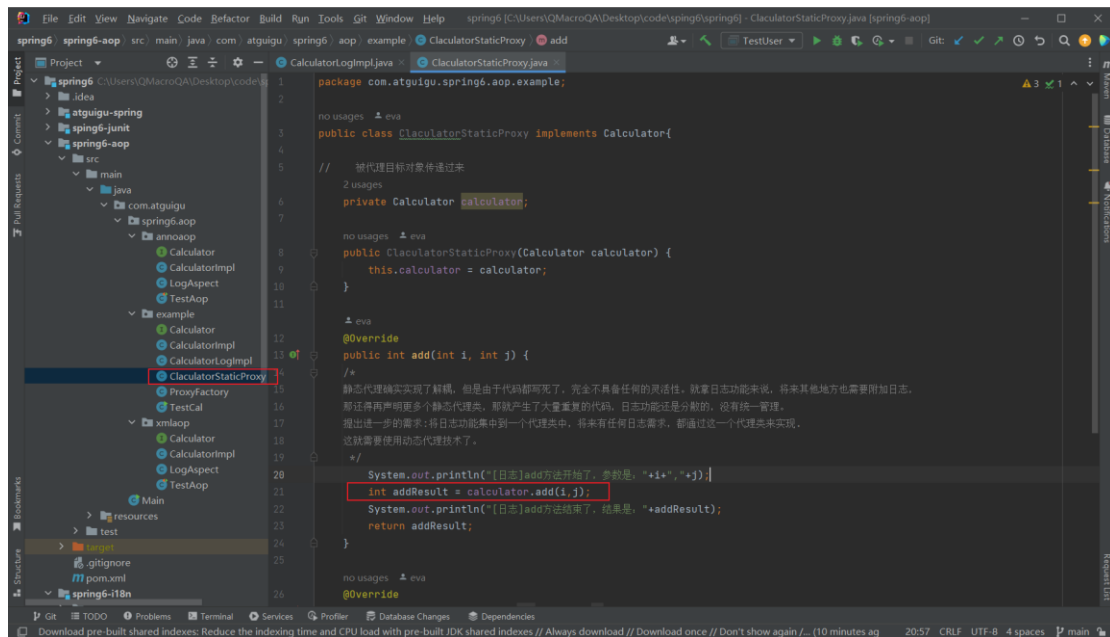 File Edit View Navigate Code Refactor Build Run Tools Git Window Help spring6 [C:\Users\QMacroQA\Desktop\code\sping6\spring6] - ClaculatorStaticProxy.java [spring6-aop]
spring6 spring6-aop src main java com atguigu spring6 aop example ClaculatorStaticProxy add
TestUser Git:
Project
CalculatorLogImpl.java ClaculatorStaticProxy.java
spring6 C:\Users\QMacroQA\Desktop\code\s
.idea
atguigu-spring
sping6-junit
spring6-aop
src
main
java
com.atguigu
spring6.aop
annoaop
Calculator
CalculatorImpl
LogAspect
TestAop
example
Calculator
CalculatorImpl
CalculatorLogImpl
ClaculatorStaticProxy
ProxyFactory
TestCal
xmlaop
Calculator
CalculatorImpl
LogAspect
TestAop
Main
resources
test
target
.gitignore
pom.xml
spring6-i18n
1 package com.atguigu.spring6.aop.example;
3 1
2
no usages eva
3 public class ClaculatorStaticProxy implements Calculator{
4
5 // 被代理目标对象传递过来
2 usages
6 private Calculator calculator;
7
no usages eva
8 public ClaculatorStaticProxy(Calculator calculator) {
9 this.calculator = calculator;
10 }
11
eva
12 @Override
13 public int add(int i, int j) {
14 /*
15 静态代理确实实现了解耦，但是由于代码都写死了，完全不具备任何的灵活性。就拿日志功能来说，将来其他地方也需要附加日志，
16 那还得再声明更多个静态代理类，那就产生了大量重复的代码，日志功能还是分散的，没有统一管理。
17 提出进一步的需求:将日志功能集中到一个代理类中，将来有任何日志需求，都通过这一个代理类来实现。
18 这就需要使用动态代理技术了。
19 */
20 System.out.println("[日志]add方法开始了，参数是，"+i+","+j);
21 int addResult = calculator.add(i,j);
22 System.out.println("[日志]add方法结束了，结果是，"+addResult);
23 return addResult;
24 }
25
no usages eva
26 @Override
Project
Commit
Pull Requests
Bookmarks
Structure
Maven
Database
Notifications
Request List
Git TODO Problems Terminal Services Profiler Database Changes Dependencies
Download pre-built shared indexes: Reduce the indexing time and CPU load with pre-built JDK shared indexes // Always download // Download once // Don't show again /... (10 minutes ag 20:57 CRLF UTF-8 4 spaces main